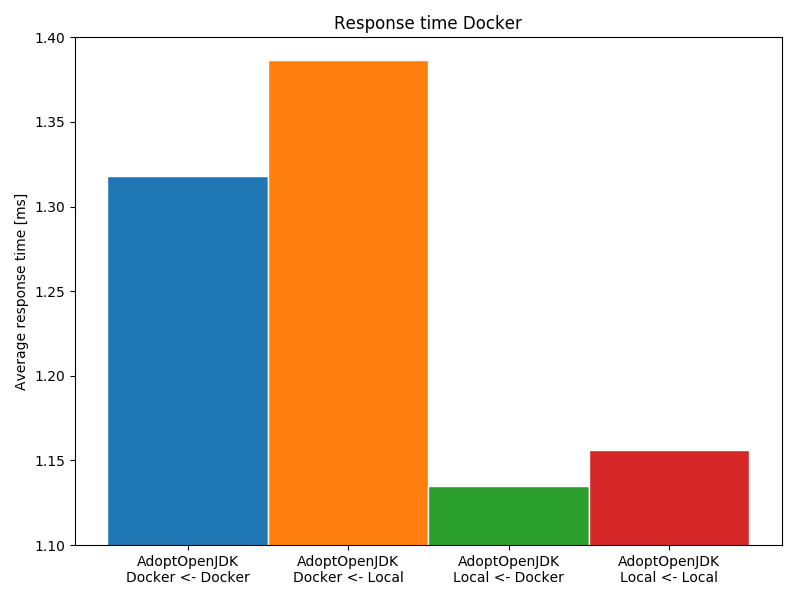 Response time Docker
Average response time [ms]
1.40
1.35
1.30
1.25
1.20
1.15
1.10
AdoptOpenJDK
Docker <- Docker
AdoptOpenJDK
Docker <- Local
AdoptOpenJDK
Local <- Docker
AdoptOpenJDK
Local <- Local